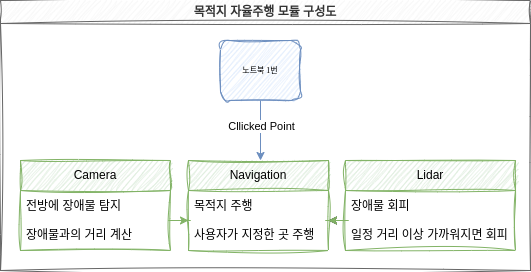 목적지 자율주행 모듈 구성도
노트북 1번
Cllicked Point
Camera
전방에 장애물 탐지
장애물과의 거리 계산
Navigation
목적지 주행
사용자가 지정한 곳 주행
Lidar
장애물 회피
일정 거리 이상 가까워지면 회피